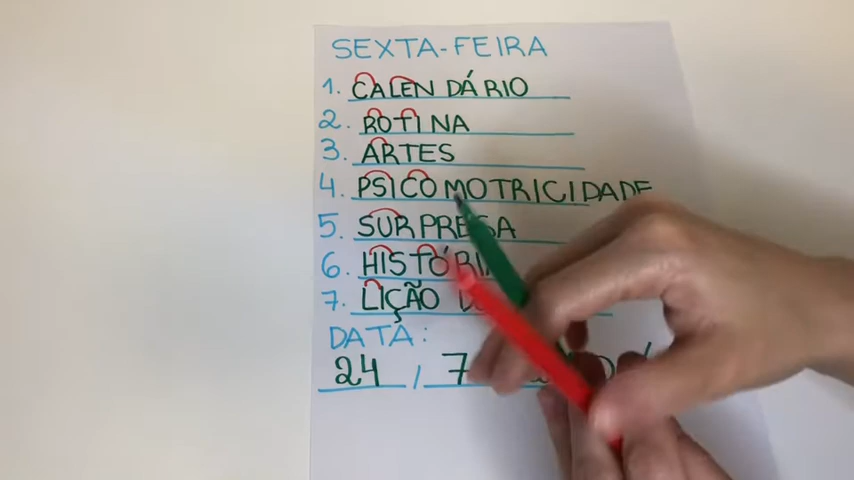 SEXTA-FEIRA
1. CALENDÁRIO
2. ROTINA
3. ARTES
4. PSICOMOTRICIDADE
5. SURPRESA
6. HISTÓRIA
7. LIÇÃO
DATA:
24 / 7